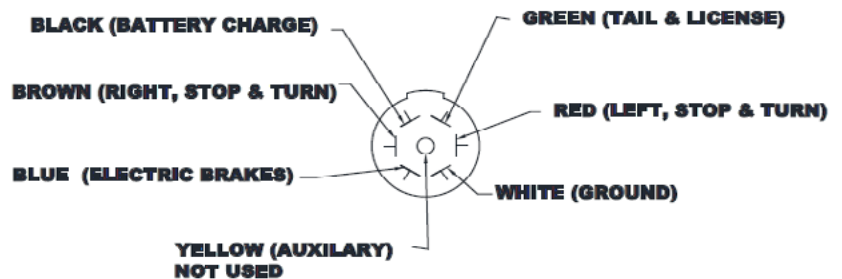 BLACK (BATTERY CHARGE)
GREEN (TAIL & LICENSE)
BROWN (RIGHT, STOP & TURN)
RED (LEFT, STOP & TURN)
BLUE (ELECTRIC BRAKES)
WHITE (GROUND)
YELLOW (AUXILARY)
NOT USED